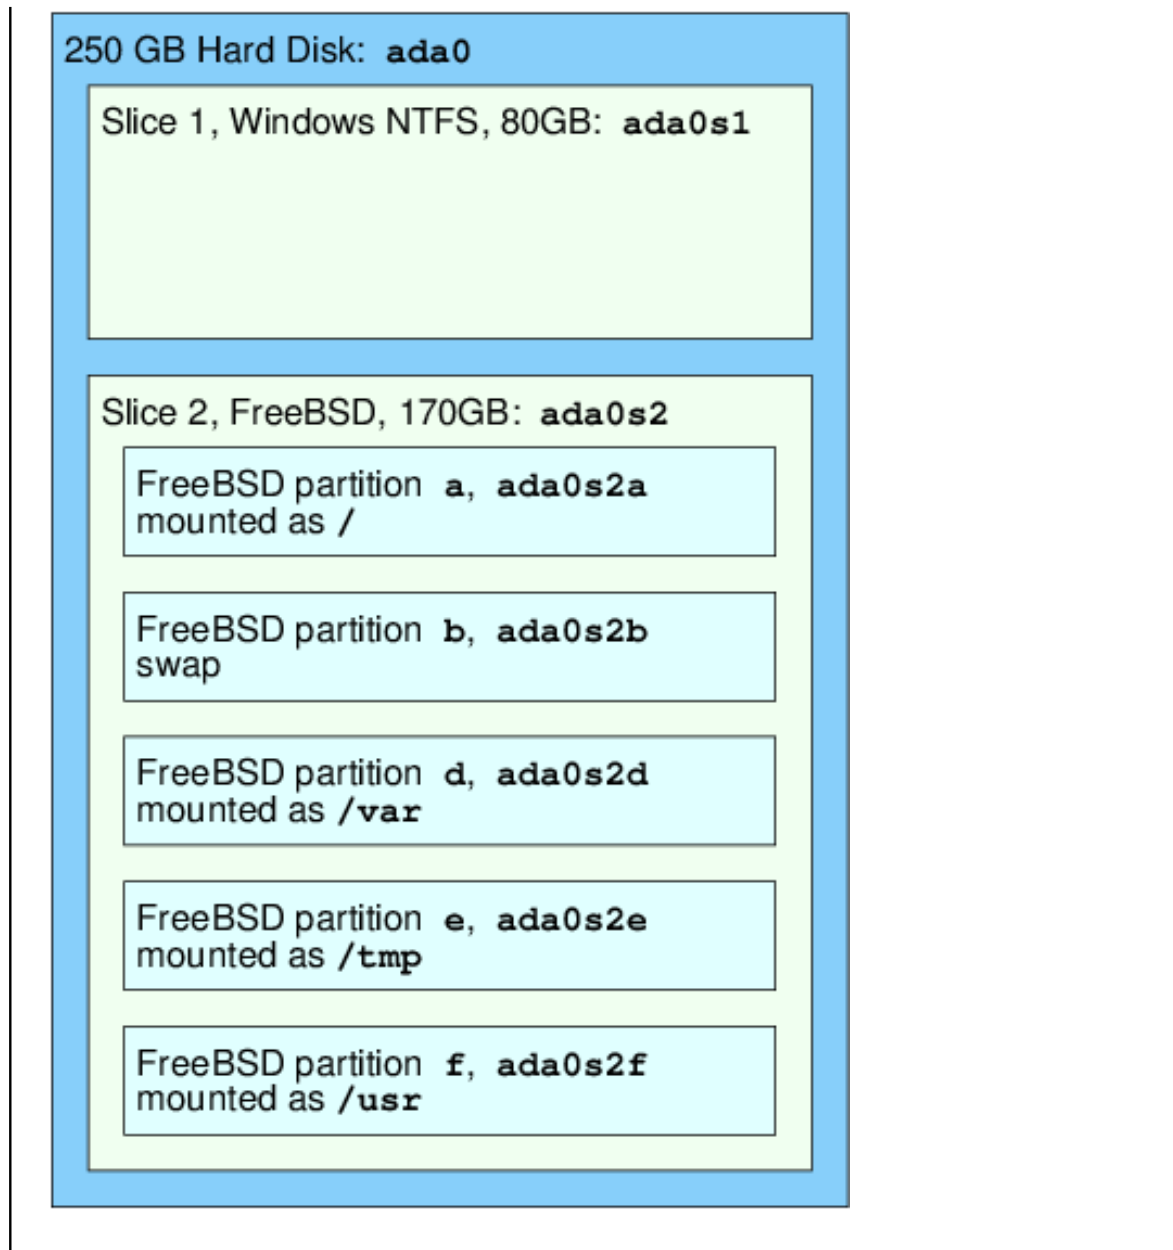 250 GB Hard Disk: ada0
Slice 1, Windows NTFS, 80GB: ada0s1
Slice 2, FreeBSD, 170GB: ada0s2
FreeBSD partition a, ada0s2a
mounted as /
FreeBSD partition b, ada0s2b
swap
FreeBSD partition d, ada0s2d
mounted as /var
FreeBSD partition e, ada0s2e
mounted as /tmp
FreeBSD partition f, ada0s2f
mounted as /usr